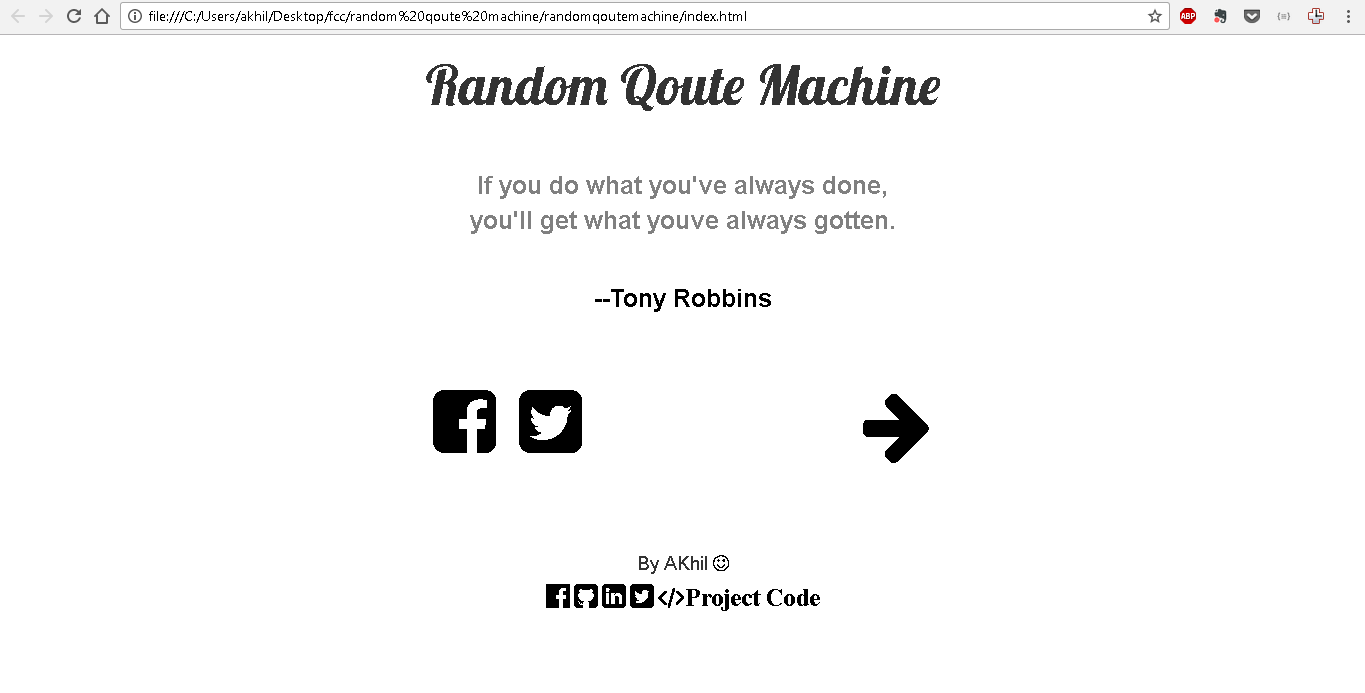 file:///C:/Users/akhil/Desktop/fcc/random%20qoute%20machine/randomqoutemachine/index.html
ABP
Random Qoute Machine
If you do what you've always done,
you'll get what youve always gotten.
--Tony Robbins
By AKhil
</>Project Code